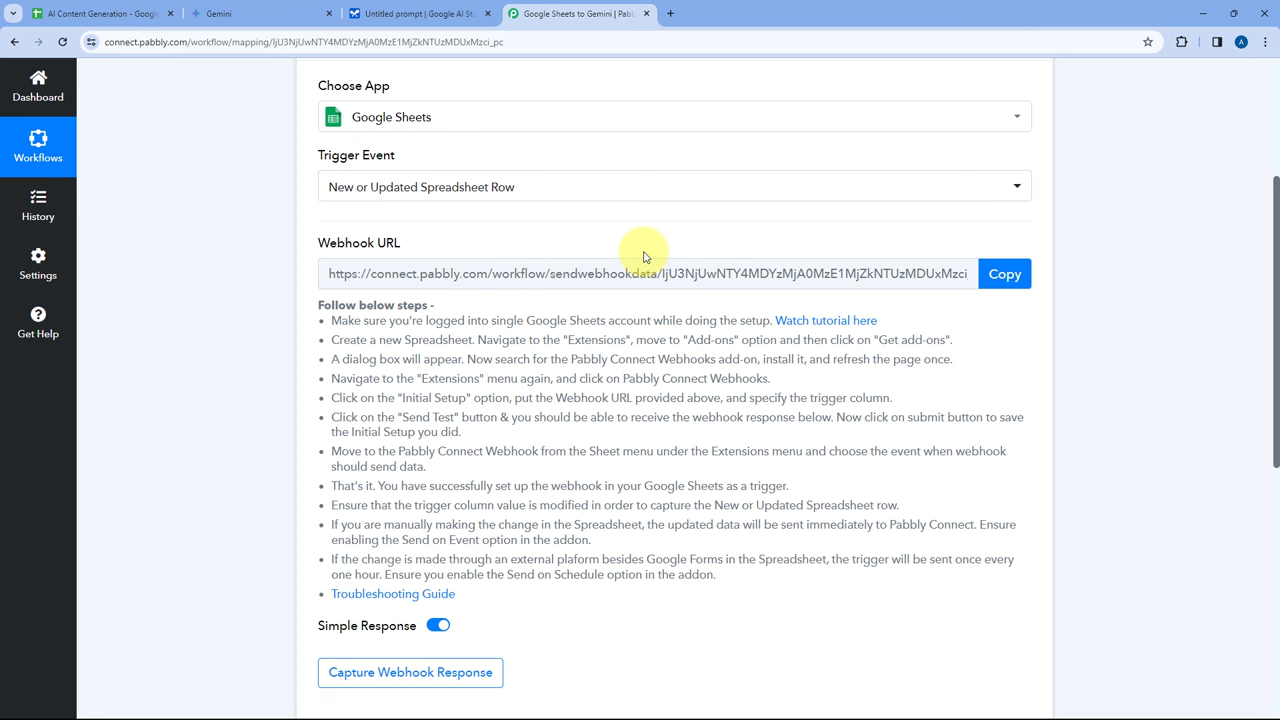 AI Content Generation - Google
Gemini
Untitled prompt | Google AI Stu
Google Sheets to Gemini | Pabb
connect.pabbly.com/workflow/mapping/IjU3NjUwNTY4MDYzMjA0MzE1MjZkNTUzMDUxMzci_pc
A
Dashboard
Workflows
History
Settings
Get Help
Choose App
Google Sheets
Trigger Event
New or Updated Spreadsheet Row
Webhook URL
https://connect.pabbly.com/workflow/sendwebhookdata/IjU3NjUwNTY4MDYzMjA0MzE1MjZkNTUzMDUxMzci
Copy
Follow below steps -
• Make sure you're logged into single Google Sheets account while doing the setup. Watch tutorial here
• Create a new Spreadsheet. Navigate to the "Extensions", move to "Add-ons" option and then click on "Get add-ons".
• A dialog box will appear. Now search for the Pabbly Connect Webhooks add-on, install it, and refresh the page once.
• Navigate to the "Extensions" menu again, and click on Pabbly Connect Webhooks.
• Click on the "Initial Setup" option, put the Webhook URL provided above, and specify the trigger column.
• Click on the "Send Test" button & you should be able to receive the webhook response below. Now click on submit button to save
the Initial Setup you did.
• Move to the Pabbly Connect Webhook from the Sheet menu under the Extensions menu and choose the event when webhook
should send data.
• That's it. You have successfully set up the webhook in your Google Sheets as a trigger.
• Ensure that the trigger column value is modified in order to capture the New or Updated Spreadsheet row.
• If you are manually making the change in the Spreadsheet, the updated data will be sent immediately to Pabbly Connect. Ensure
enabling the Send on Event option in the addon.
• If the change is made through an external plaform besides Google Forms in the Spreadsheet, the trigger will be sent once every
one hour. Ensure you enable the Send on Schedule option in the addon.
• Troubleshooting Guide
Simple Response
Capture Webhook Response